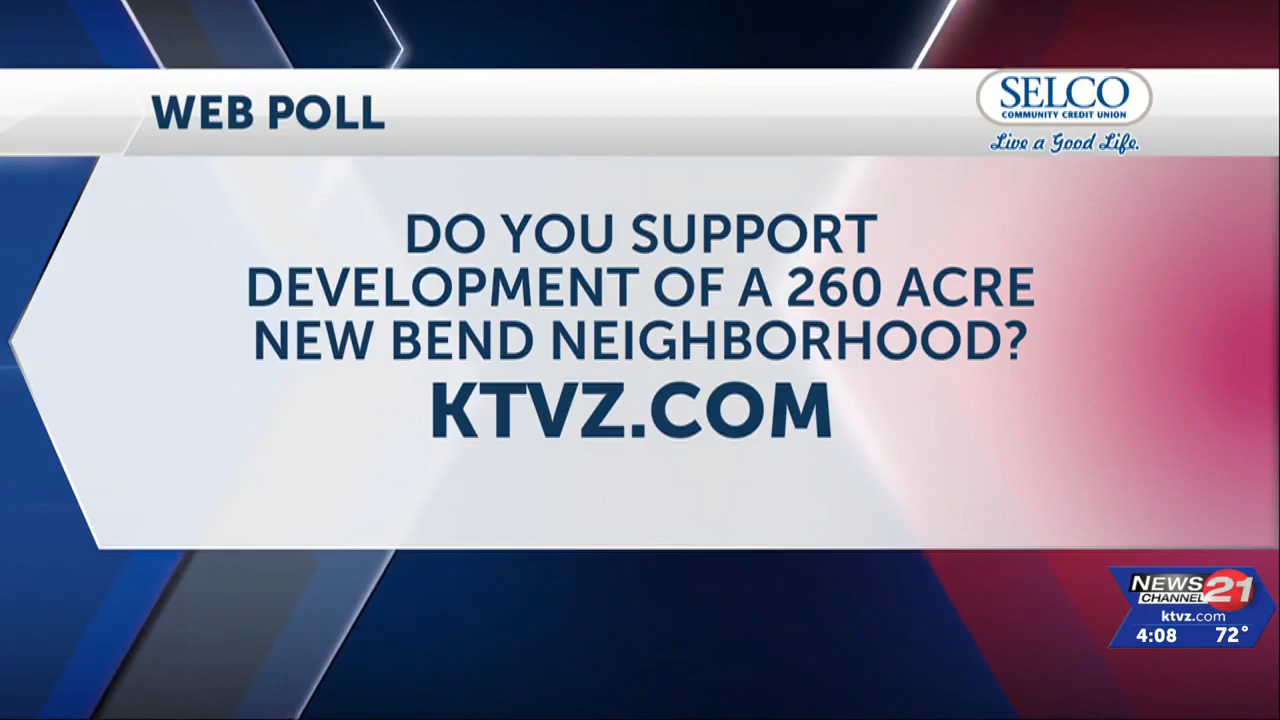 WEB POLL
SELCO
COMMUNITY CREDIT UNION
Live a Good Life.
DO YOU SUPPORT
DEVELOPMENT OF A 260 ACRE
NEW BEND NEIGHBORHOOD?
KTVZ.COM
NEWS CHANNEL 21
ktvz.com
4:08 72°